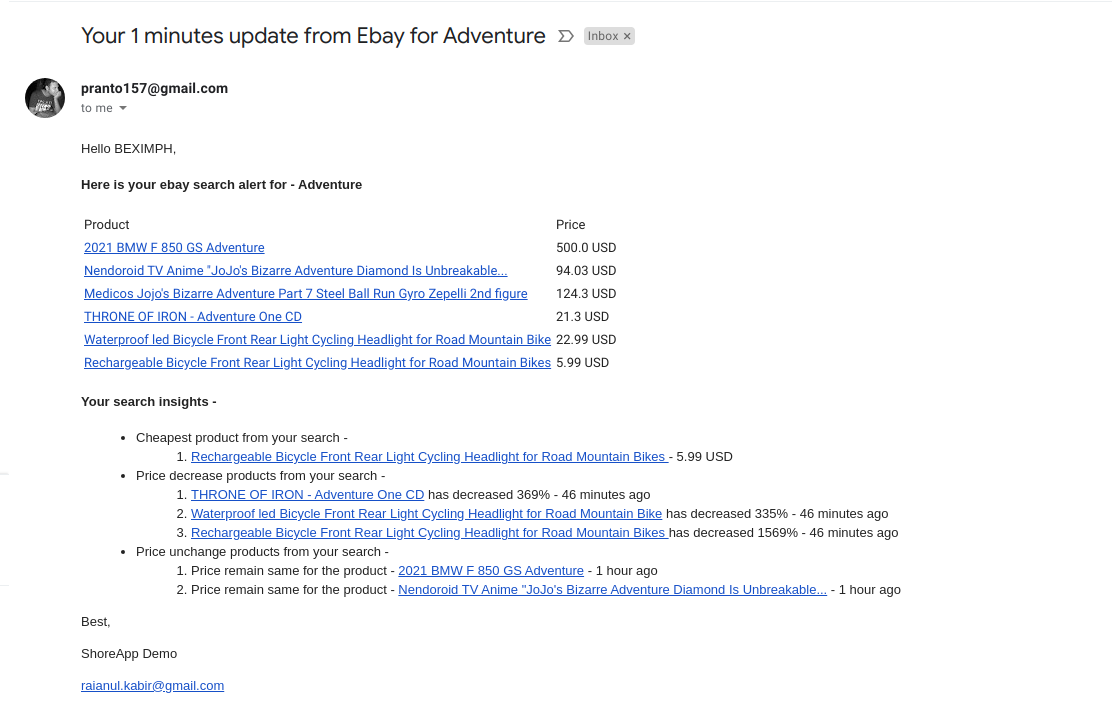 Your 1 minutes update from Ebay for Adventure Inbox ×
pranto157@gmail.com
to me
Hello BEXIMPH,
Here is your ebay search alert for - Adventure
Product Price
2021 BMW F 850 GS Adventure 500.0 USD
Nendoroid TV Anime "JoJo's Bizarre Adventure Diamond Is Unbreakable... 94.03 USD
Medicos Jojo's Bizarre Adventure Part 7 Steel Ball Run Gyro Zepelli 2nd figure 124.3 USD
THRONE OF IRON - Adventure One CD 21.3 USD
Waterproof led Bicycle Front Rear Light Cycling Headlight for Road Mountain Bike 22.99 USD
Rechargeable Bicycle Front Rear Light Cycling Headlight for Road Mountain Bikes 5.99 USD
Your search insights -
• Cheapest product from your search -
1. Rechargeable Bicycle Front Rear Light Cycling Headlight for Road Mountain Bikes - 5.99 USD
• Price decrease products from your search -
1. THRONE OF IRON - Adventure One CD has decreased 369% - 46 minutes ago
2. Waterproof led Bicycle Front Rear Light Cycling Headlight for Road Mountain Bike has decreased 335% - 46 minutes ago
3. Rechargeable Bicycle Front Rear Light Cycling Headlight for Road Mountain Bikes has decreased 1569% - 46 minutes ago
• Price unchange products from your search -
1. Price remain same for the product - 2021 BMW F 850 GS Adventure - 1 hour ago
2. Price remain same for the product - Nendoroid TV Anime "JoJo's Bizarre Adventure Diamond Is Unbreakable... - 1 hour ago
Best,
ShoreApp Demo
raianul.kabir@gmail.com